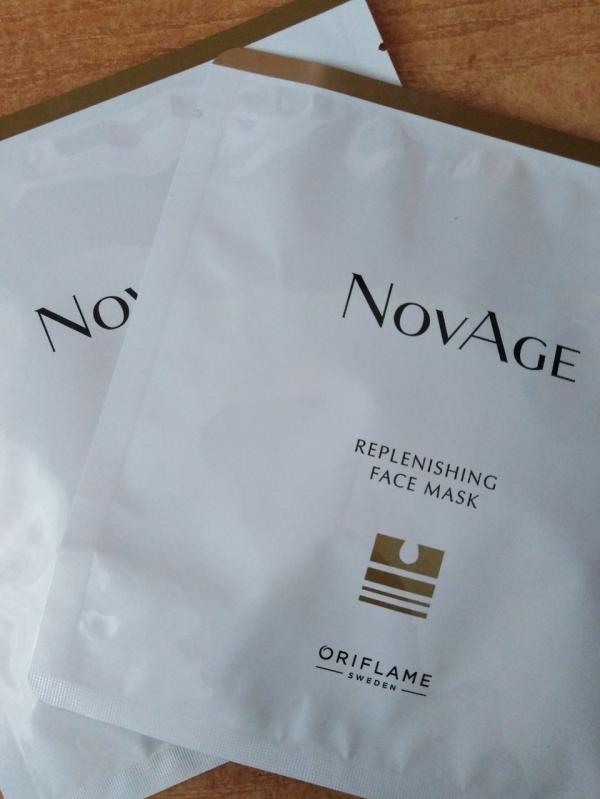 NOVAGE
REPLENISHING
FACE MASK
ORIFLAME
SWEDEN
NOV